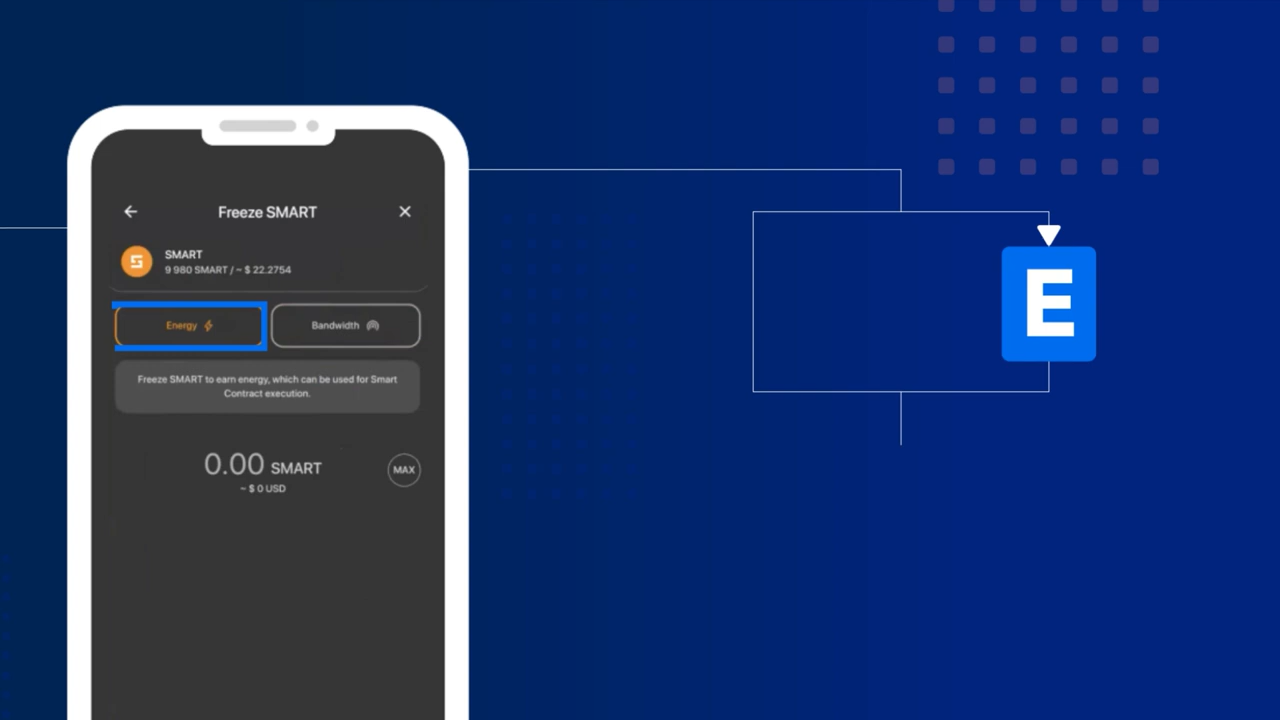 Freeze SMART
SMART
9 980 SMART / ~ $ 22.2754
Energy
Bandwidth
Freeze SMART to earn energy, which can be used for Smart
Contract execution.
0.00 SMART
MAX
~ $ 0 USD
E